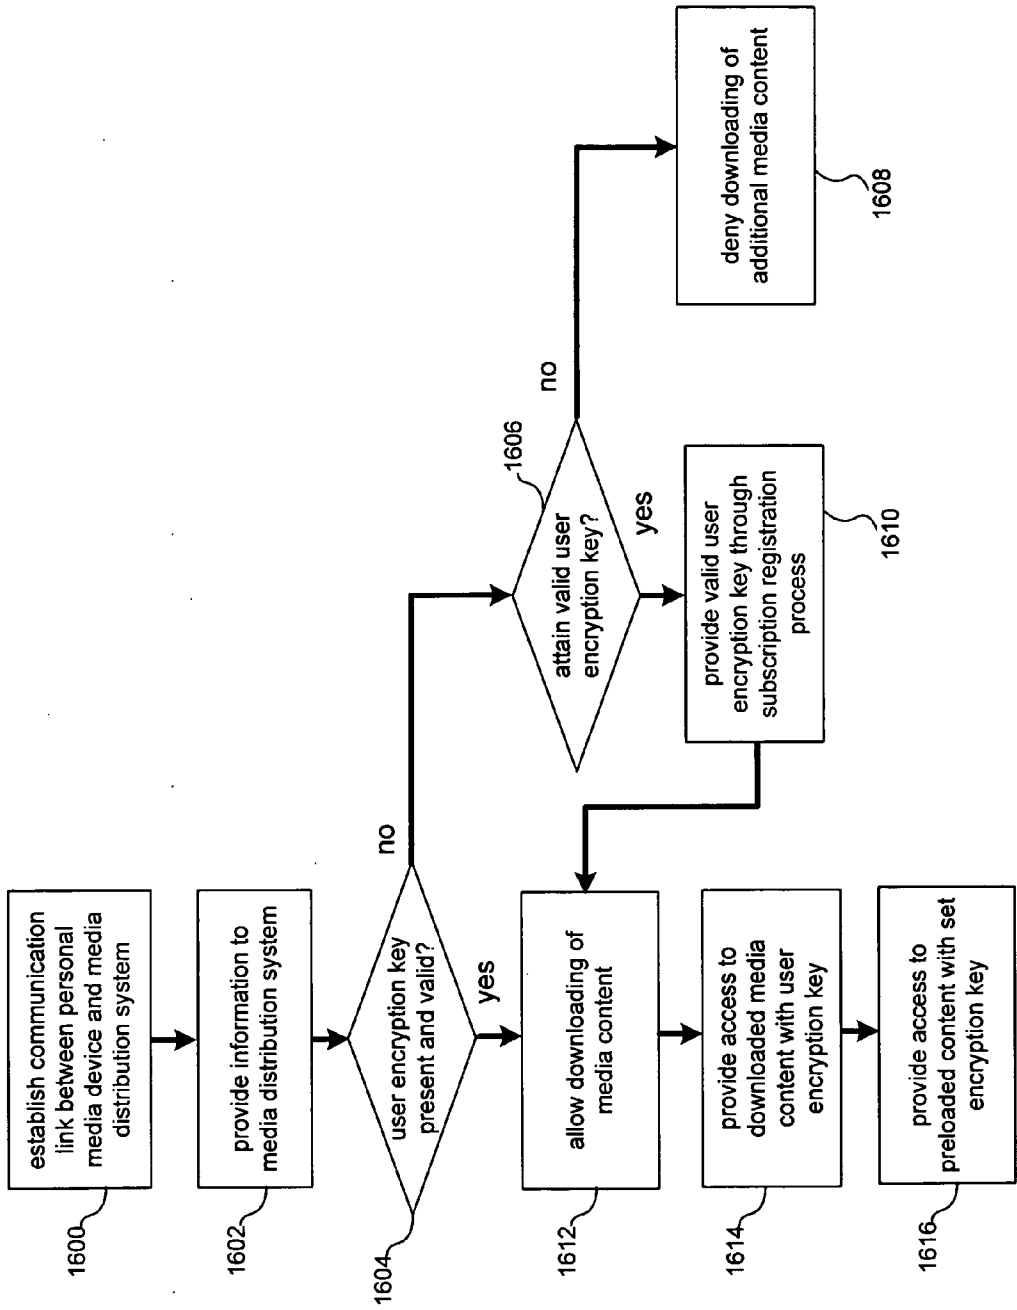 establish communication
link between personal
media device and media
distribution system
1600
provide information to
media distribution system
1602
user encryption key
present and valid?
1604
no
yes
attain valid user
encryption key?
1606
no
yes
deny downloading of
additional media content
1608
provide valid user
encryption key through
subscription registration
process
1610
allow downloading of
media content
1612
provide access to
downloaded media
content with user
encryption key
1614
provide access to
preloaded content with set
encryption key
1616